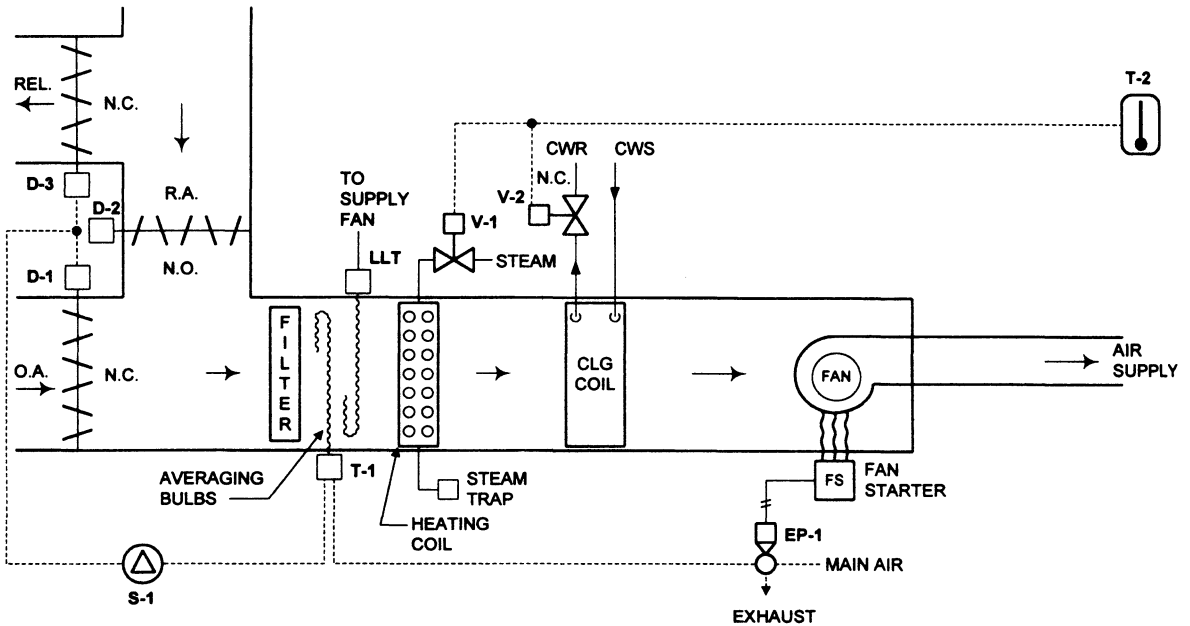 T-2
REL.
N.C.
CWR
CWS
N.C.
D-3
R.A.
TO
SUPPLY
FAN
V-2
D-2
V-1
LLT
STEAM
D-1
N.O.
FILTER
O.A.
N.C.
CLG
COIL
FAN
AIR
SUPPLY
AVERAGING
BULBS
T-1
STEAM
TRAP
FS
FAN
STARTER
HEATING
COIL
EP-1
MAIN AIR
S-1
EXHAUST